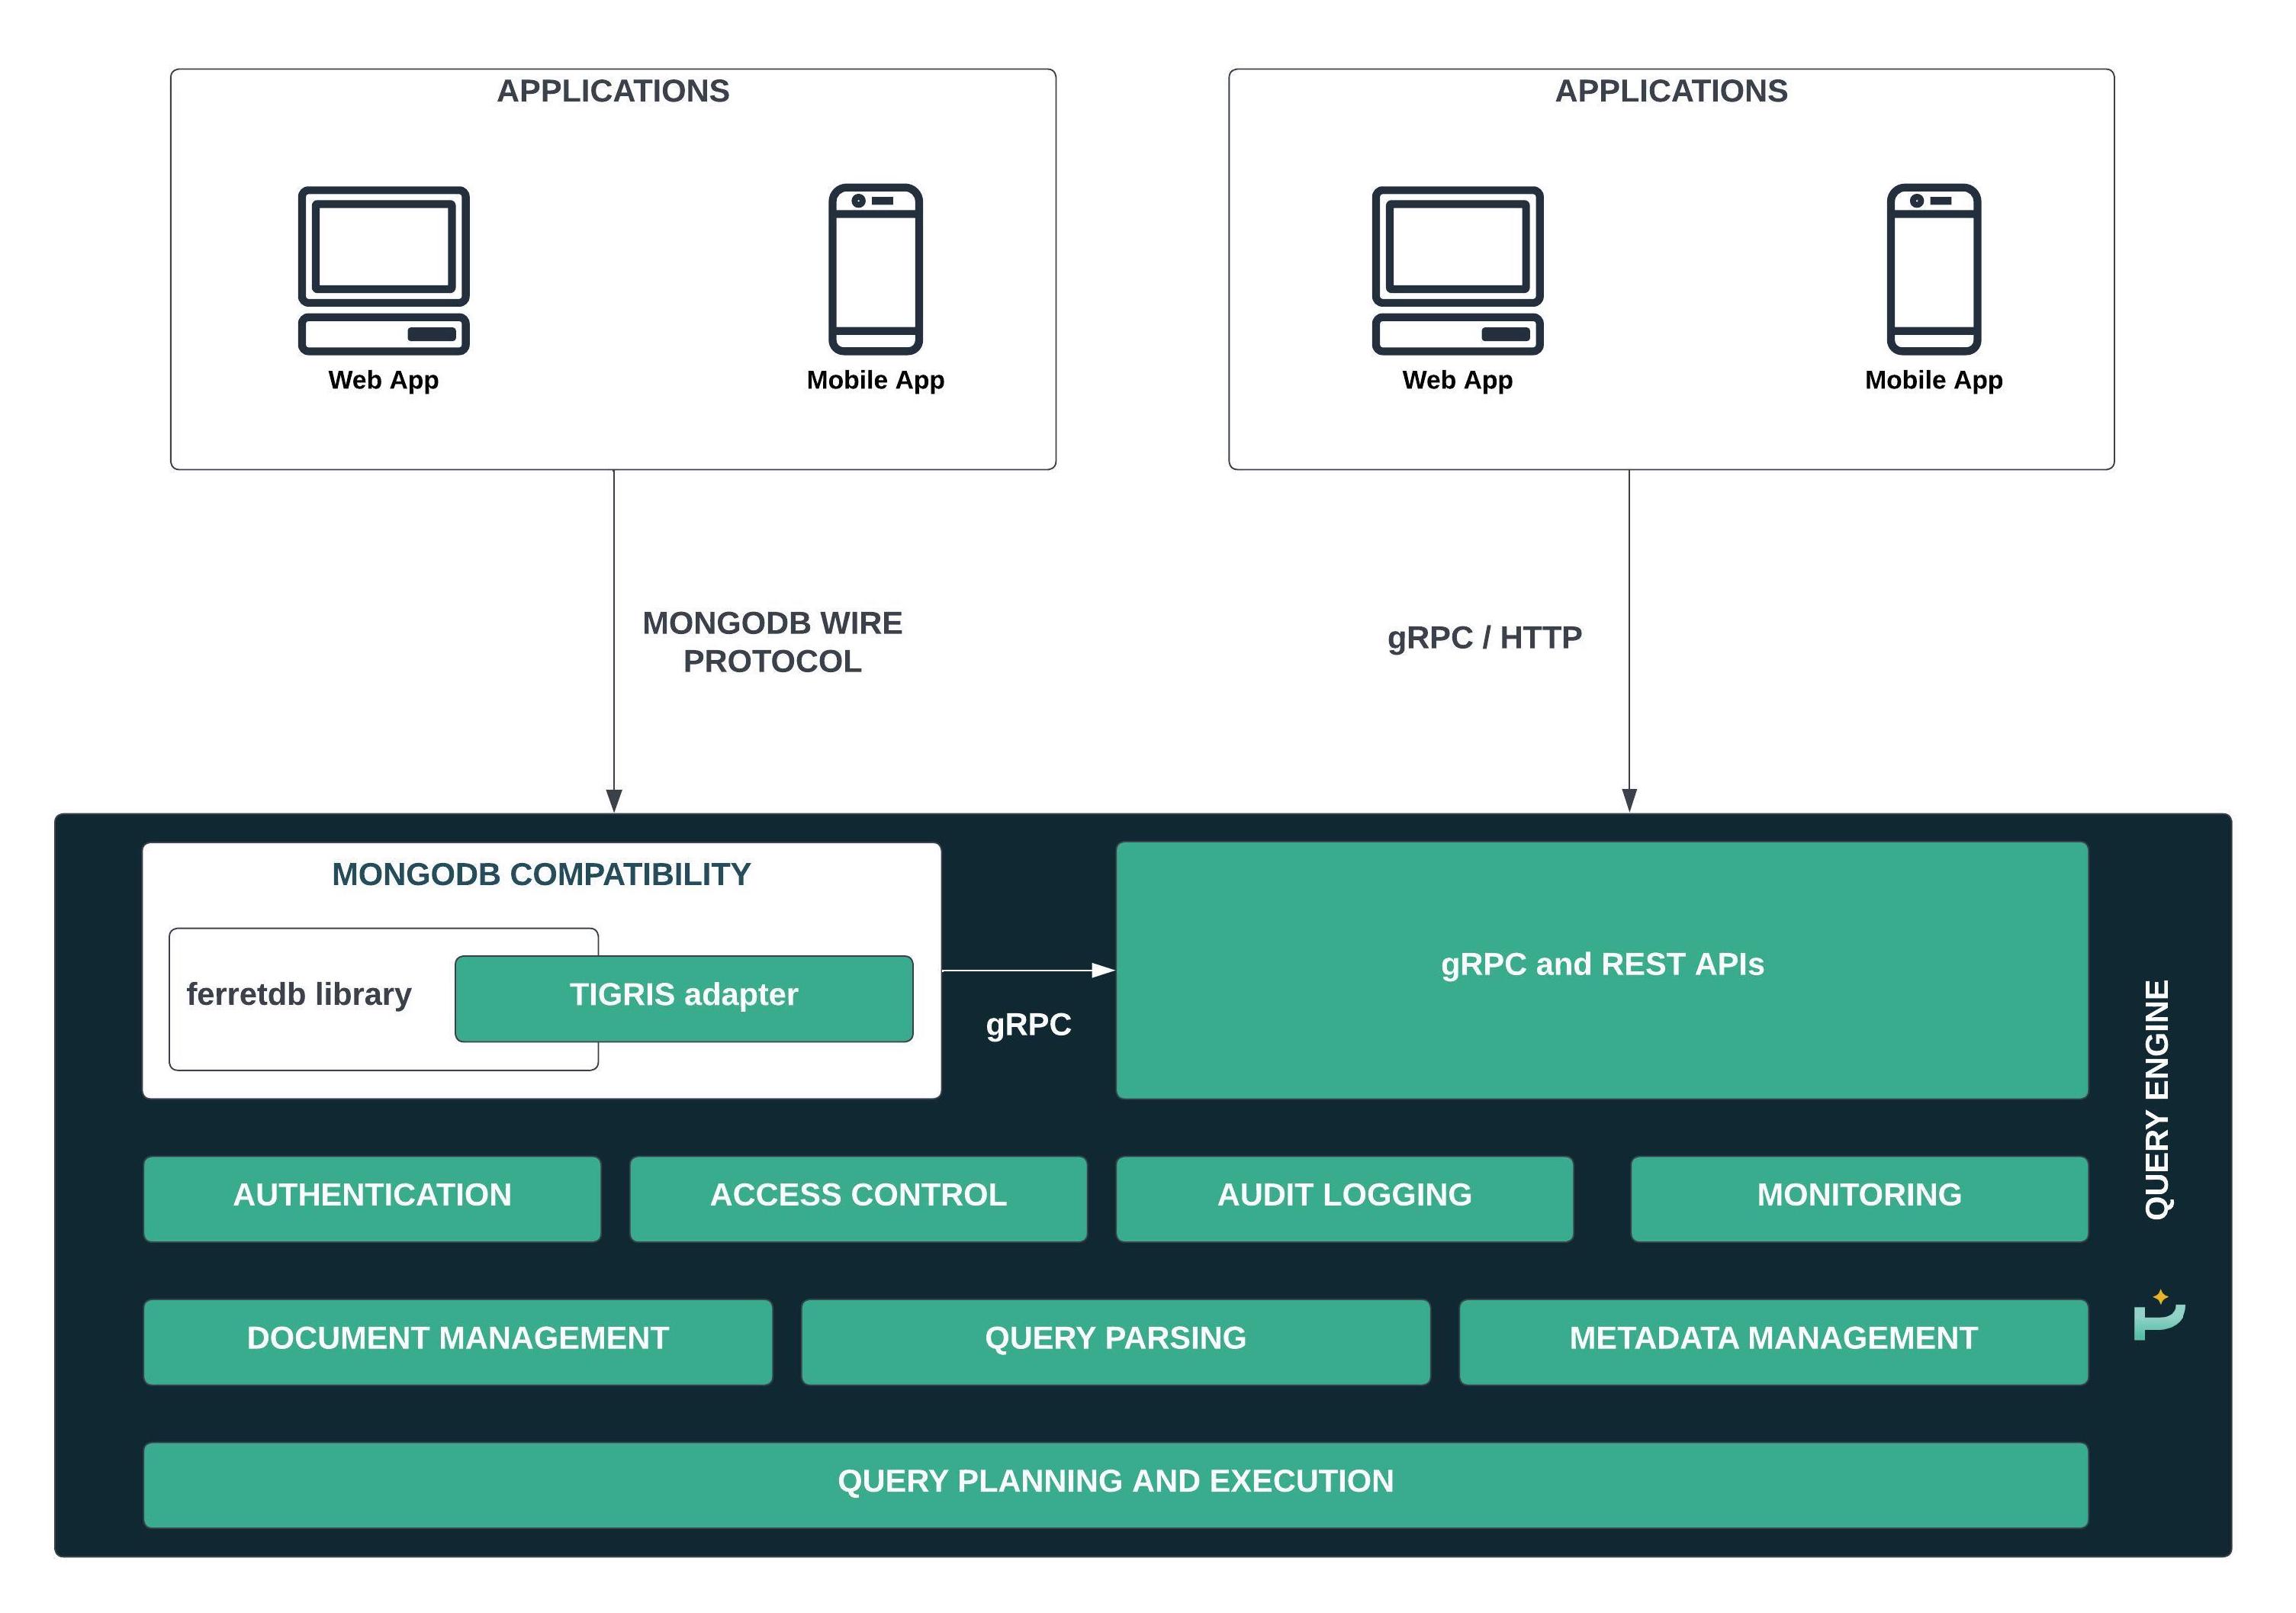 APPLICATIONS
Web App
Mobile App
APPLICATIONS
Web App
Mobile App
MONGODB WIRE
PROTOCOL
gRPC / HTTP
MONGODB COMPATIBILITY
ferretdb library
TIGRIS adapter
gRPC
gRPC and REST APIs
AUTHENTICATION
ACCESS CONTROL
AUDIT LOGGING
MONITORING
DOCUMENT MANAGEMENT
QUERY PARSING
METADATA MANAGEMENT
QUERY PLANNING AND EXECUTION
QUERY ENGINE